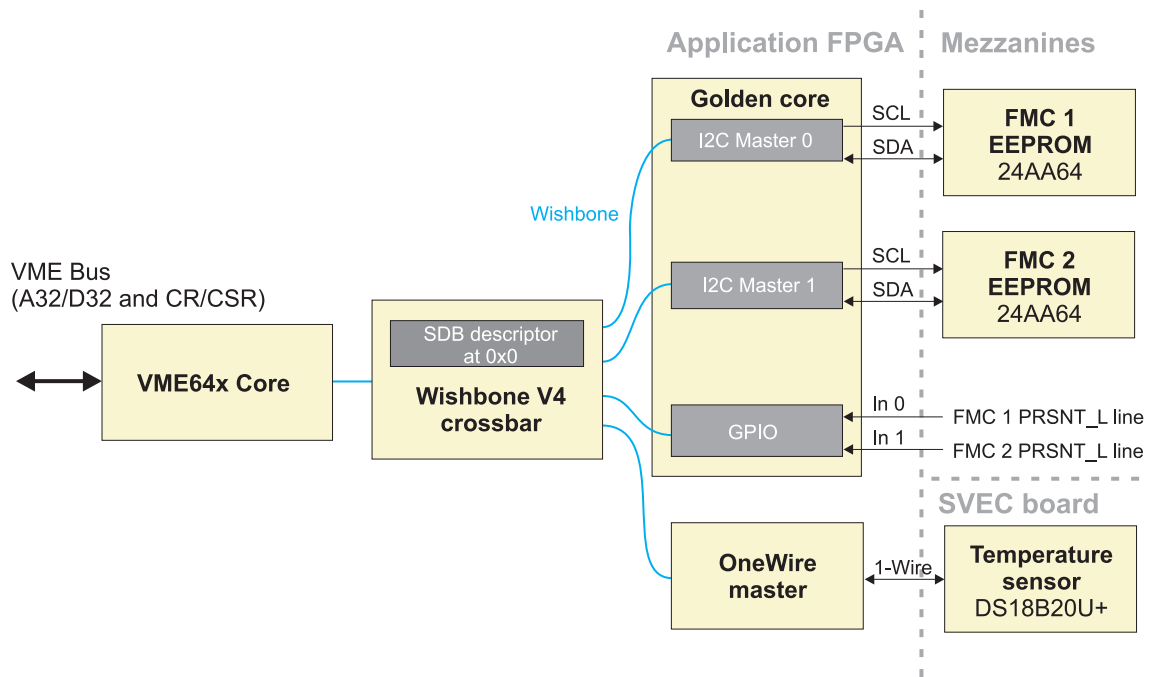 Application FPGA
Mezzanines
Golden core
I2C Master 0
SCL
SDA
FMC 1
EEPROM
24AA64
Wishbone
I2C Master 1
SCL
SDA
FMC 2
EEPROM
24AA64
VME Bus
(A32/D32 and CR/CSR)
VME64x Core
SDB descriptor
at 0x0
Wishbone V4
crossbar
GPIO
In 0
In 1
FMC 1 PRSNT_L line
FMC 2 PRSNT_L line
SVEC board
OneWire
master
1-Wire
Temperature
sensor
DS18B20U+